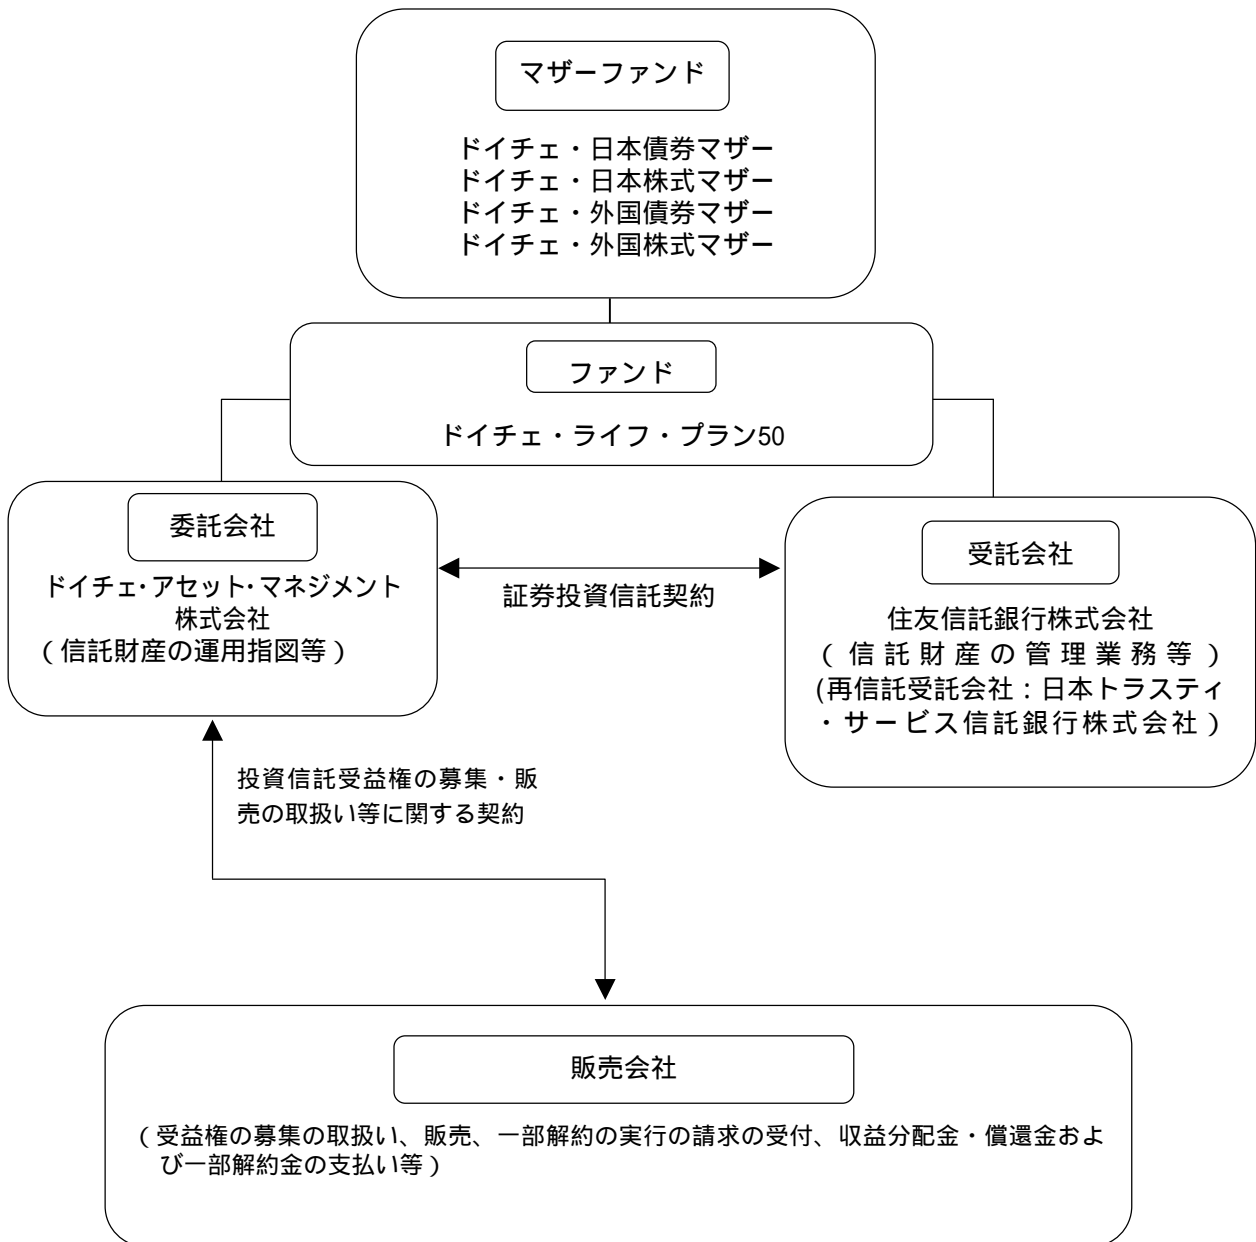 マザーファンド
ドイチェ・日本債券マザー
ドイチェ・日本株式マザー
ドイチェ・外国債券マザー
ドイチェ・外国株式マザー
ファンド
ドイチェ・ライフ・プラン50
委託会社
ドイチェ・アセット・マネジメント
株式会社
（信託財産の運用指図等）
証券投資信託契約
受託会社
住友信託銀行株式会社
（信託財産の管理業務等）
(再信託受託会社：日本トラスティ
・サービス信託銀行株式会社）
投資信託受益権の募集・販
売の取扱い等に関する契約
販売会社
（受益権の募集の取扱い、販売、一部解約の実行の請求の受付、収益分配金・償還金およ
び一部解約金の支払い等）